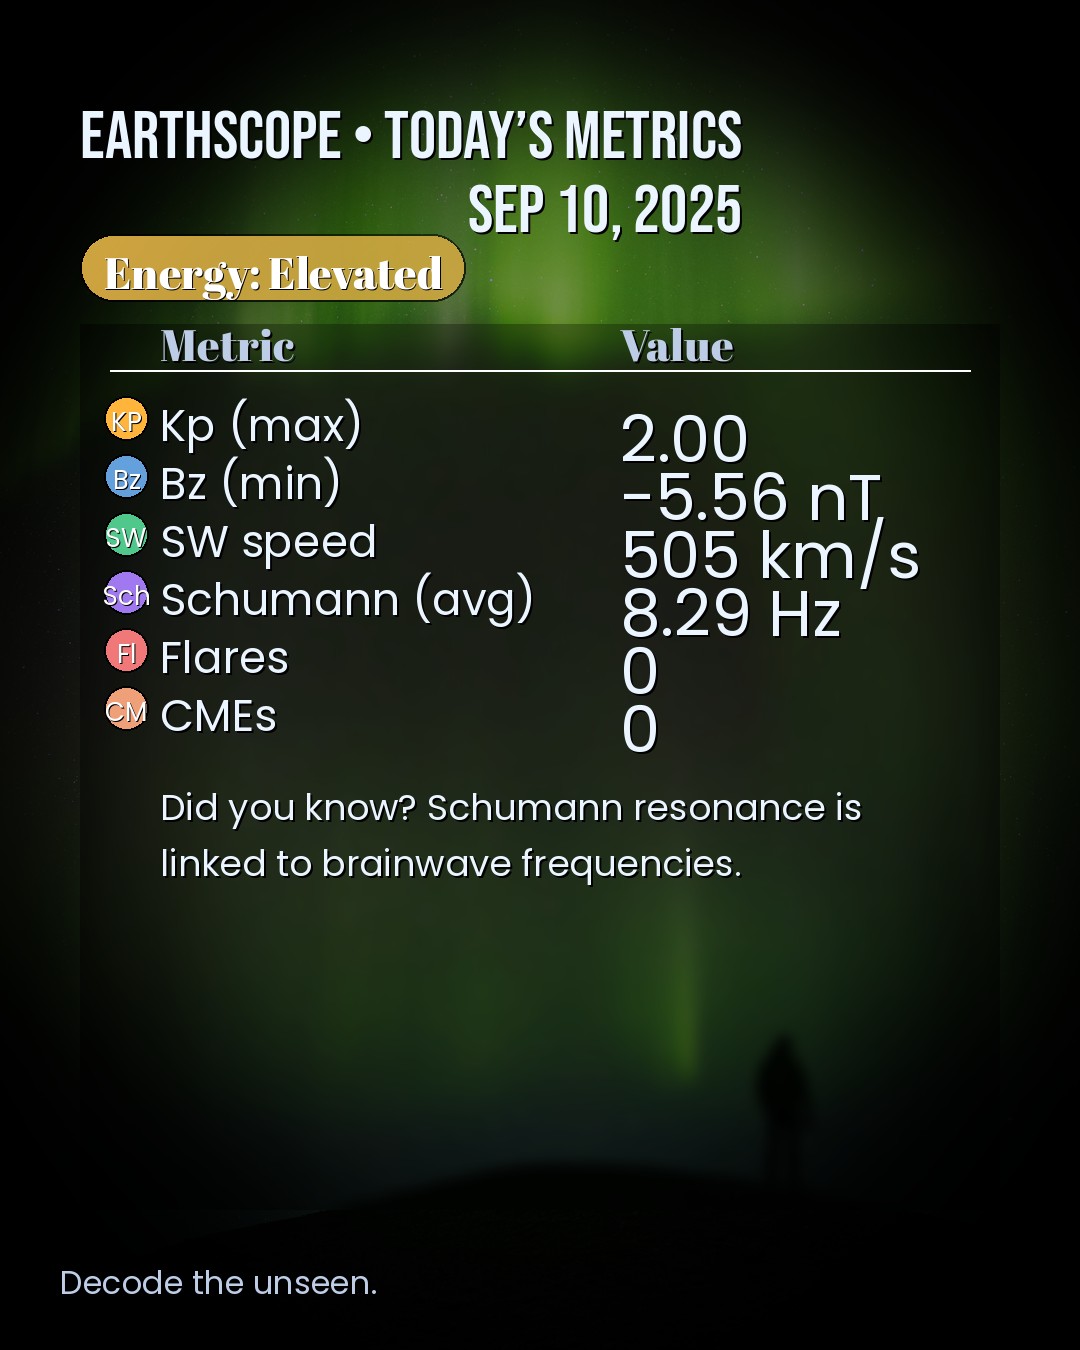 EARTHSCOPE • TODAY’S METRICS
SEP 10, 2025
Energy: Elevated
Metric Value
KP Kp (max) 2.00
Bz Bz (min) −5.56 nT
SW SW speed 505 km/s
Sch Schumann (avg) 8.29 Hz
Fl Flares 0
CM CMEs 0
Did you know? Schumann resonance is
linked to brainwave frequencies.
Decode the unseen.